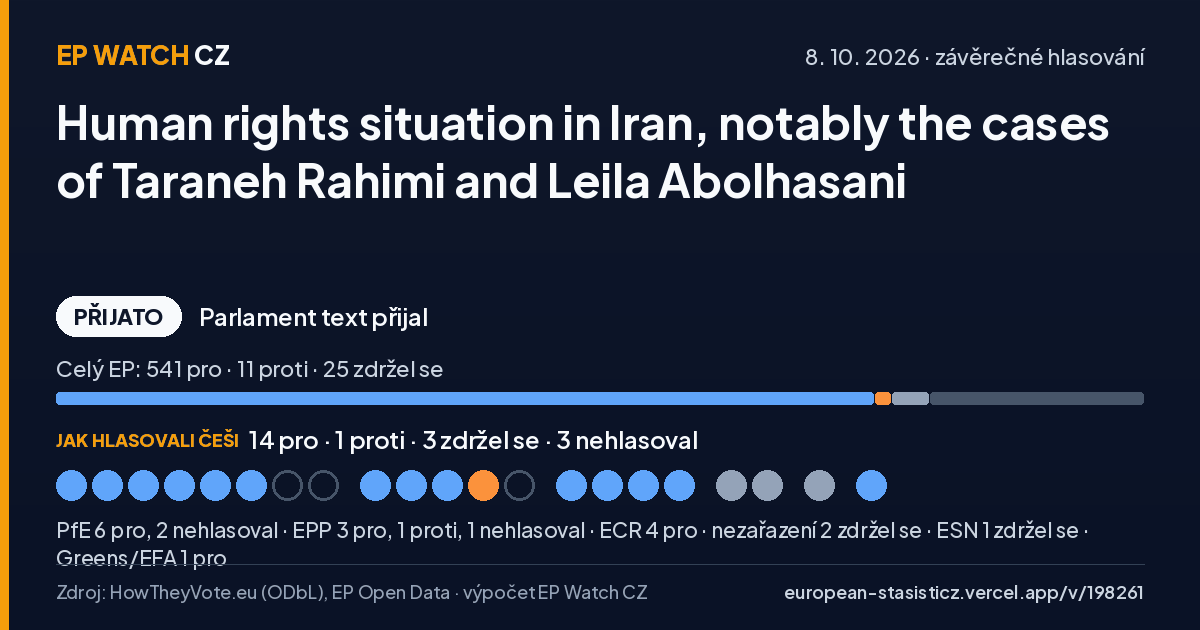 EP WATCH CZ
8. 10. 2026 · závěrečné hlasování
Human rights situation in Iran, notably the cases
of Taraneh Rahimi and Leila Abolhasani
PŘIJATO Parlament text přijal
Celý EP: 541 pro · 11 proti · 25 zdržel se
JAK HLASOVALI ČEŠI 14 pro · 1 proti · 3 zdržel se · 3 nehlasoval
PfE 6 pro, 2 nehlasoval · EPP 3 pro, 1 proti, 1 nehlasoval · ECR 4 pro · nezařazení 2 zdržel se · ESN 1 zdržel se ·
Greens/EFA 1 pro
Zdroj: HowTheyVote.eu (ODbL), EP Open Data · výpočet EP Watch CZ
european-stasisticz.vercel.app/v/198261